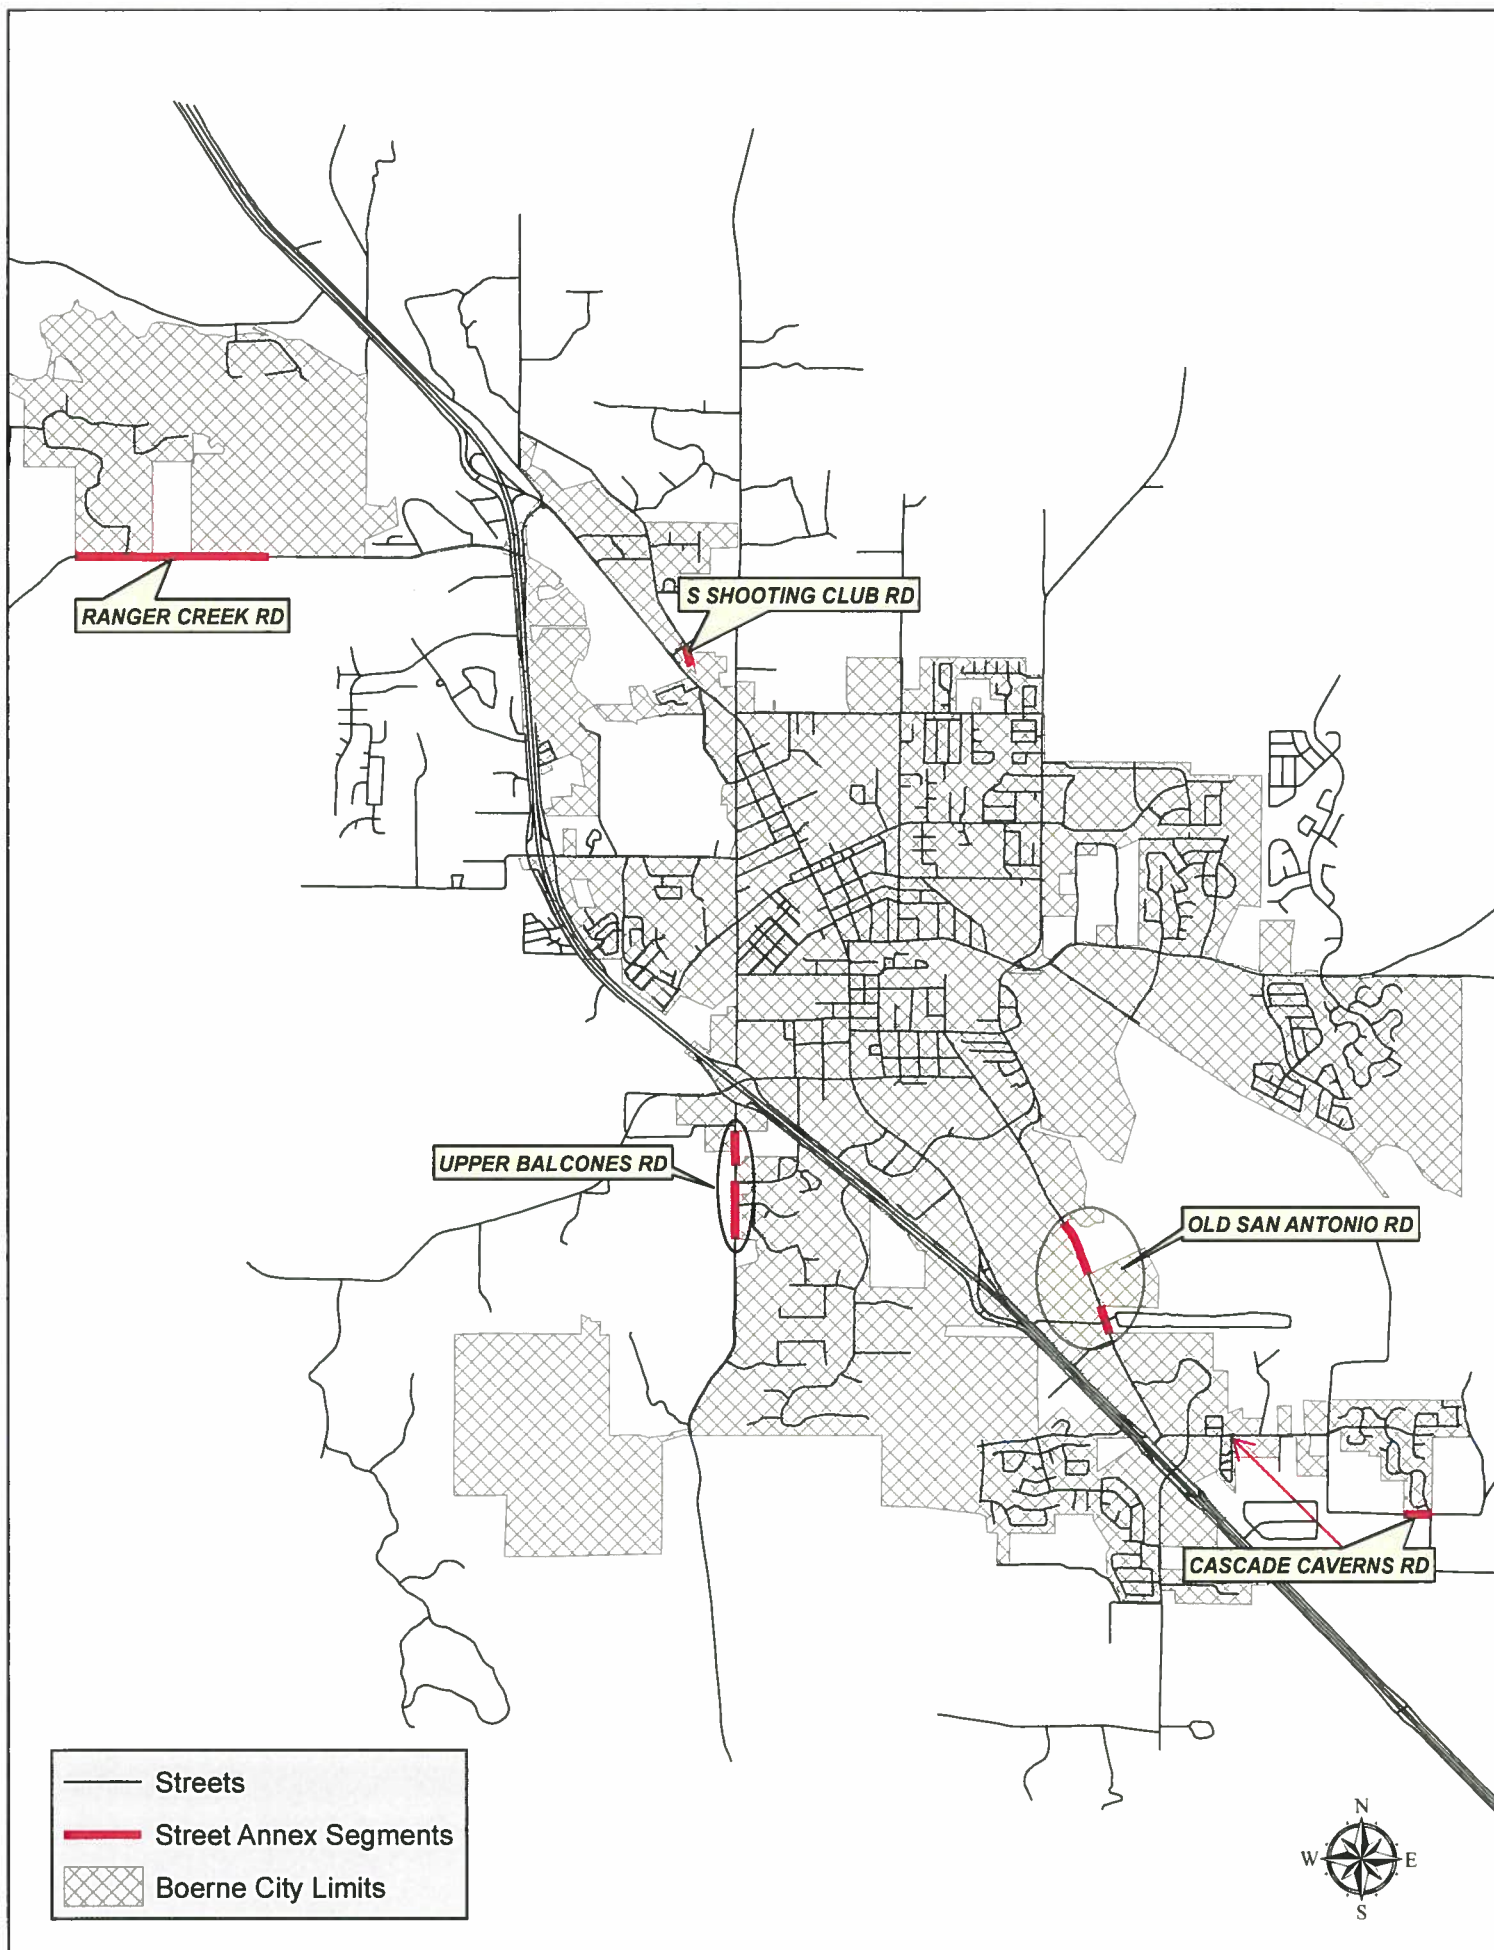 RANGER CREEK RD
S SHOOTING CLUB RD
UPPER BALCONES RD
OLD SAN ANTONIO RD
CASCADE CAVERNS RD
Streets
Street Annex Segments
Boerne City Limits
N
W E
S